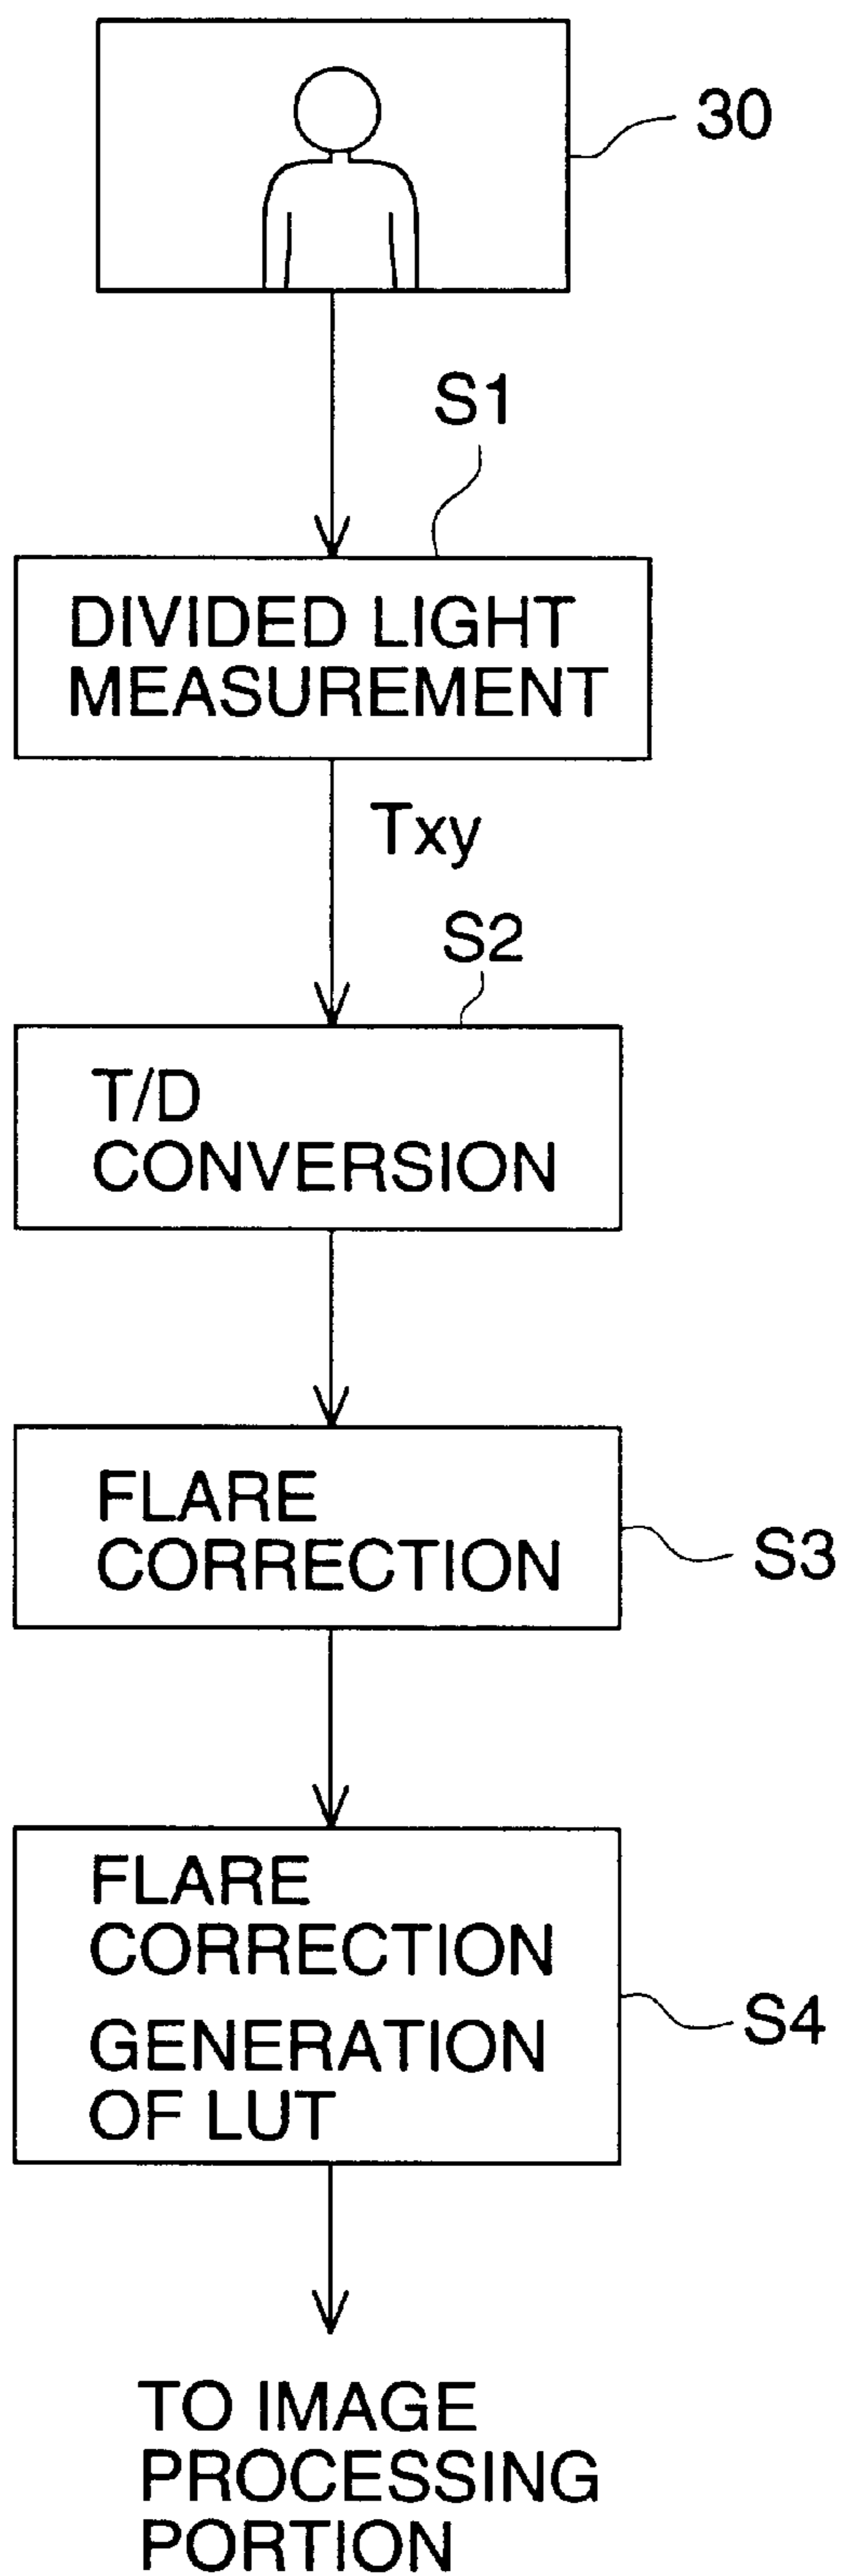 30
S1
DIVIDED LIGHT
MEASUREMENT
Txy
S2
T/D
CONVERSION
FLARE
CORRECTION
S3
FLARE
CORRECTION
GENERATION
OF LUT
S4
TO IMAGE
PROCESSING
PORTION